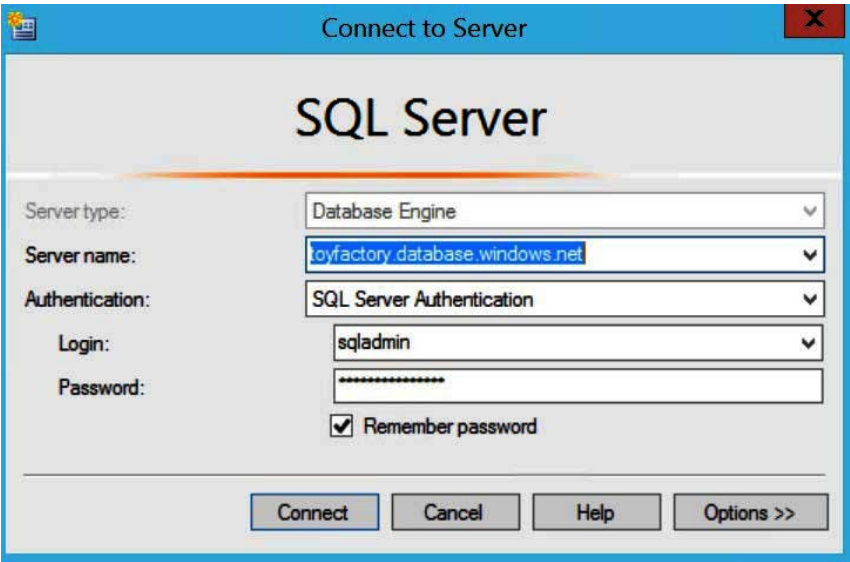 Connect to Server
X
SQL Server
Server type: Database Engine
Server name: toyfactory.database.windows.net
Authentication: SQL Server Authentication
Login: sqladmin
Password: ***************
Remember password
Connect Cancel Help Options >>